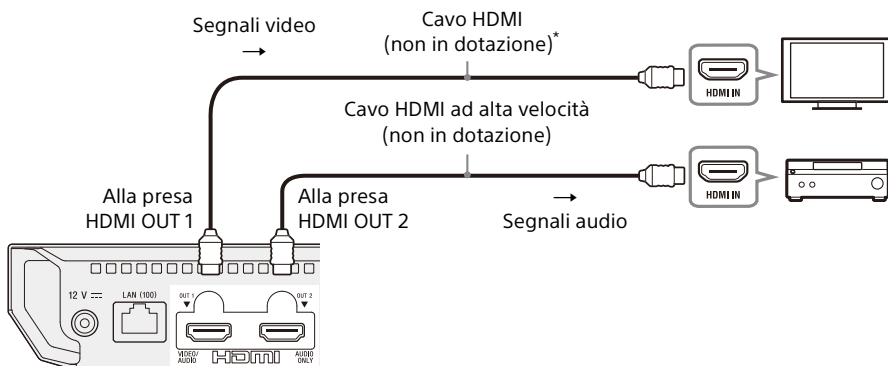 Segnali video
Cavo HDMI
(non in dotazione)*
HDMI IN
Cavo HDMI ad alta velocità
(non in dotazione)
HDMI IN
Alla presa
HDMI OUT 1
Alla presa
HDMI OUT 2
Segnali audio
12 V
LAN (100)
OUT 1
OUT 2
VIDEO/
AUDIO
HDMI
AUDIO
ONLY